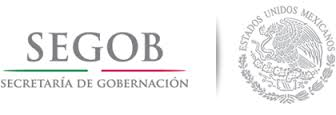 SEGOB
SECRETARÍA DE GOBERNACIÓN
ESTADOS UNIDOS MEXICANOS